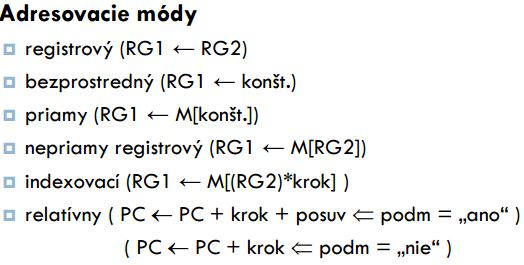 Adresovacie módy
registrový (RG1 ← RG2)
bezprostredný (RG1 ← konšt.)
priamy (RG1 ← M[konšt.])
nepriamy registrový (RG1 ← M[RG2])
indexovací (RG1 ← M[(RG2)*krok] )
relatívny ( PC ← PC + krok + posuv ⇐ podm = „ano“ )
( PC ← PC + krok ⇐ podm = „nie“ )